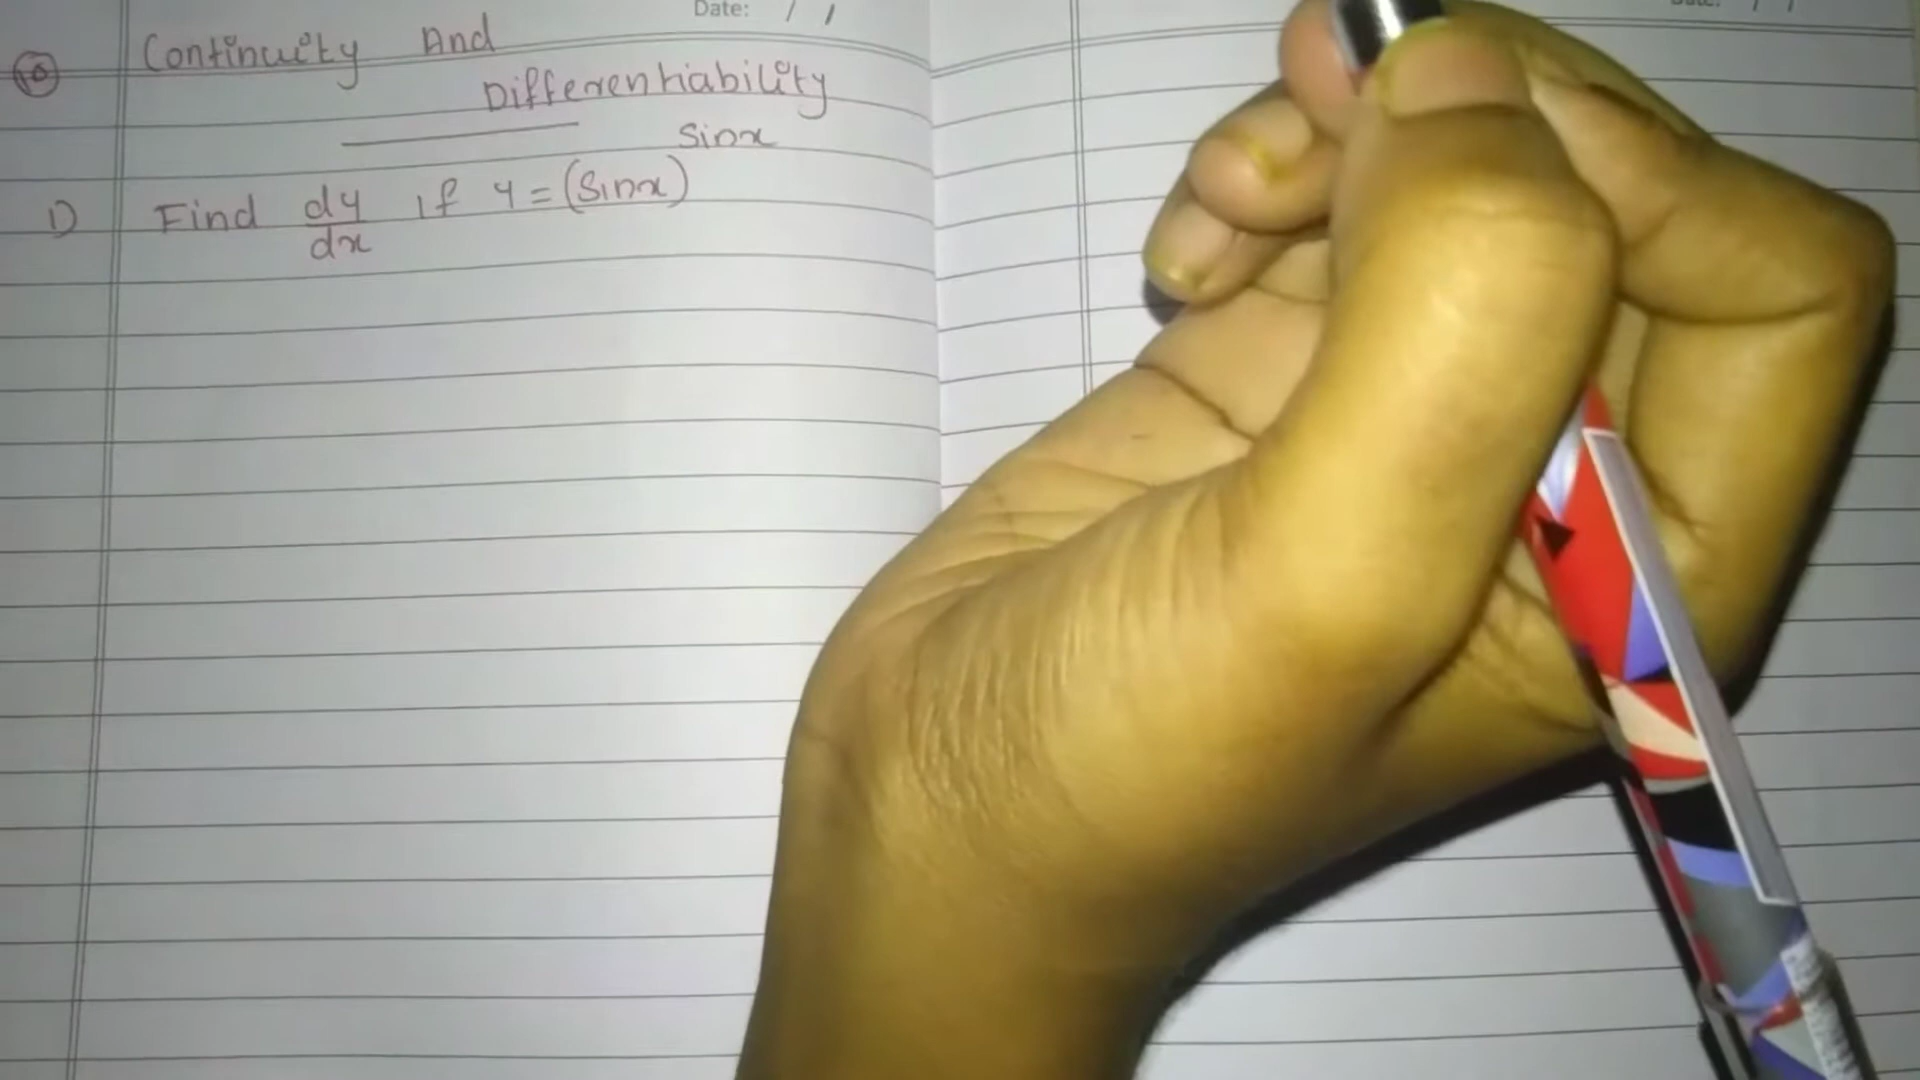 Date: / /
⑩ Continuity And
Differentiability
1) Find dy/dx if y = (Sinx)^Sinx